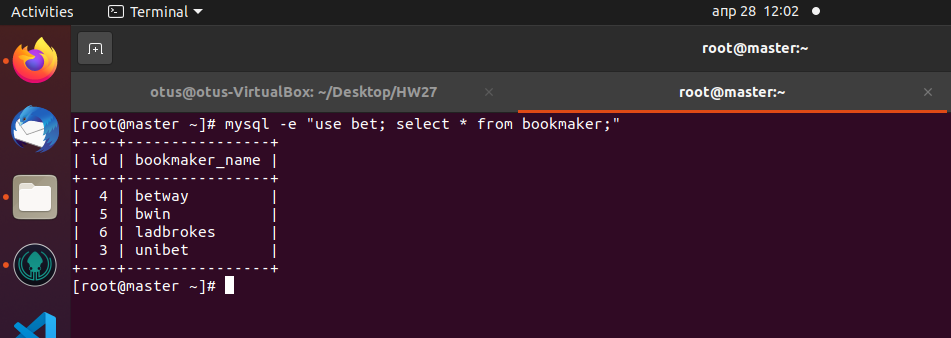 Activities Terminal апр 28 12:02
root@master:~
otus@otus-VirtualBox: ~/Desktop/HW27 × root@master:~ ×
[root@master ~]# mysql -e "use bet; select * from bookmaker;"
+----+----------------+
| id | bookmaker_name |
+----+----------------+
|  4 | betway         |
|  5 | bwin           |
|  6 | ladbrokes      |
|  3 | unibet         |
+----+----------------+
[root@master ~]#